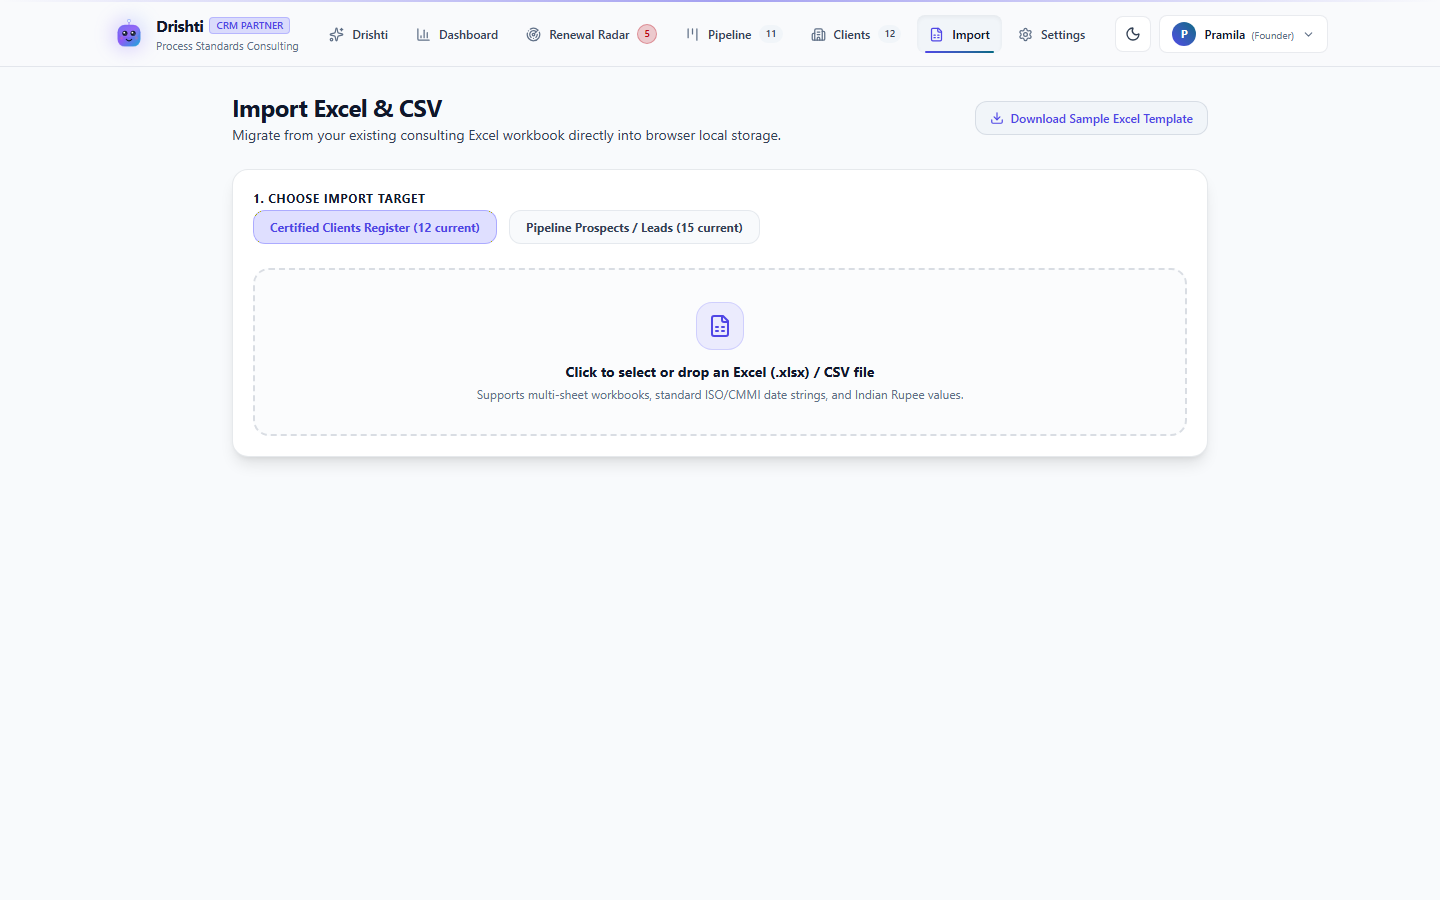 Drishti CRM PARTNER
Process Standards Consulting
Drishti
Dashboard
Renewal Radar 5
Pipeline 11
Clients 12
Import
Settings
P Pramila (Founder)
Import Excel & CSV
Migrate from your existing consulting Excel workbook directly into browser local storage.
Download Sample Excel Template
1. CHOOSE IMPORT TARGET
Certified Clients Register (12 current)
Pipeline Prospects / Leads (15 current)
Click to select or drop an Excel (.xlsx) / CSV file
Supports multi-sheet workbooks, standard ISO/CMMI date strings, and Indian Rupee values.